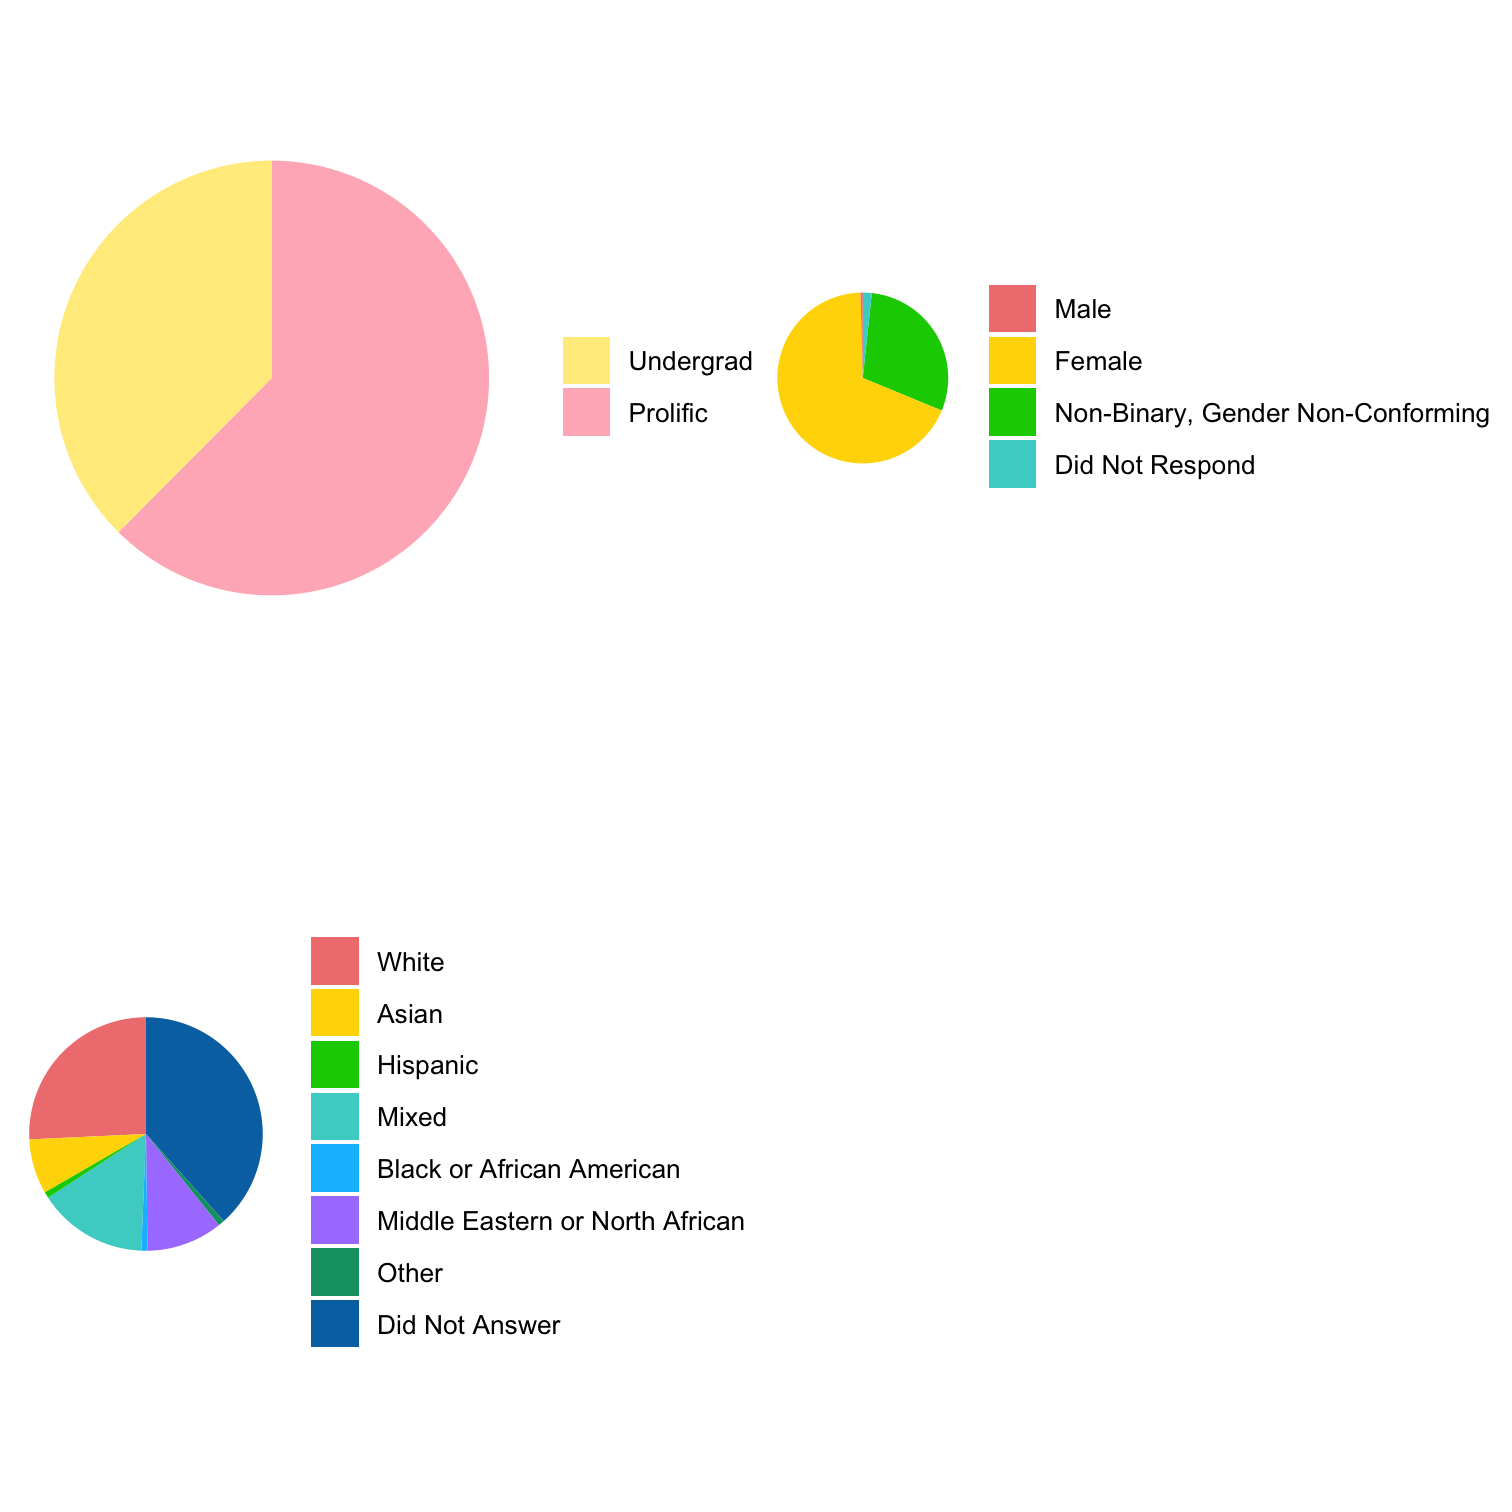 Undergrad
Prolific
Male
Female
Non-Binary, Gender Non-Conforming
Did Not Respond
White
Asian
Hispanic
Mixed
Black or African American
Middle Eastern or North African
Other
Did Not Answer